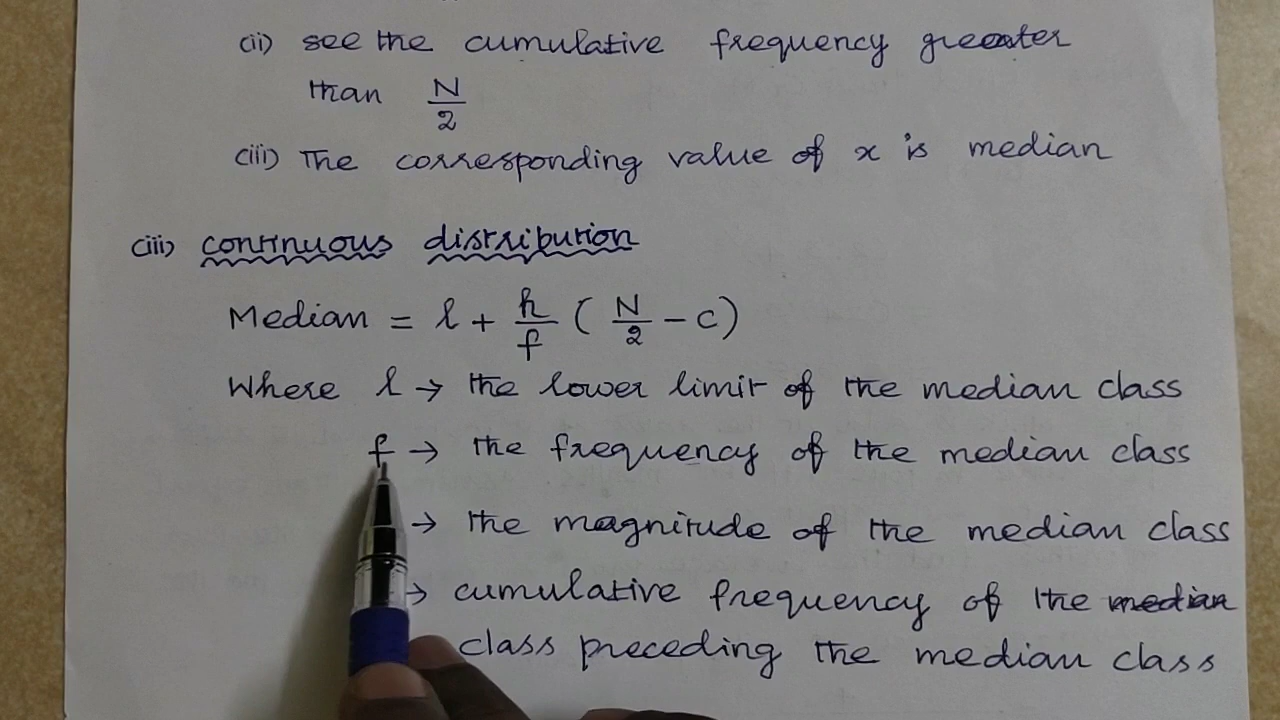 (ii) see the cumulative frequency greater
than N/2
(iii) The corresponding value of x is median
(iii) continuous distribution
Median = l + h/f ( N/2 - c )
Where l → the lower limit of the median class
f → the frequency of the median class
→ the magnitude of the median class
→ cumulative frequency of the median
class preceding the median class